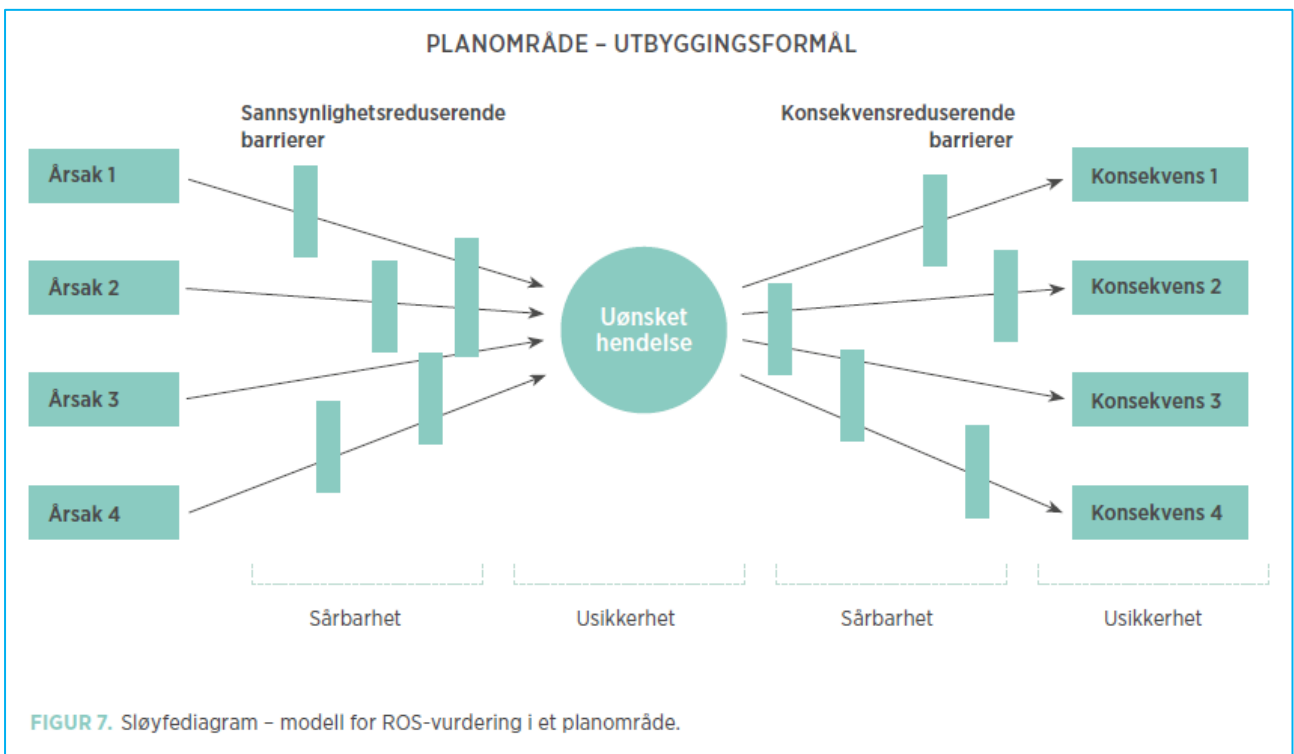 PLANOMRÅDE – UTBYGGINGSFORMÅL
Sannsynlighetsreduserende
barrierer
Konsekvensreduserende
barrierer
Årsak 1
Årsak 2
Årsak 3
Årsak 4
Uønsket
hendelse
Konsekvens 1
Konsekvens 2
Konsekvens 3
Konsekvens 4
Sårbarhet
Usikkerhet
Sårbarhet
Usikkerhet
FIGUR 7. Sløyfediagram – modell for ROS-vurdering i et planområde.